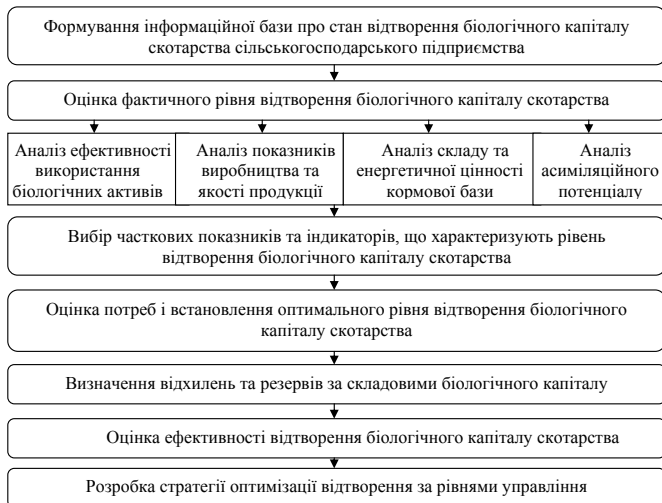 Формування інформаційної бази про стан відтворення біологічного капіталу
скотарства сільськогосподарського підприємства
Оцінка фактичного рівня відтворення біологічного капіталу скотарства
Аналіз ефективності
використання
біологічних активів
Аналіз показників
виробництва та
якості продукції
Аналіз складу та
енергетичної цінності
кормової бази
Аналіз
асиміляційного
потенціалу
Вибір часткових показників та індикаторів, що характеризують рівень
відтворення біологічного капіталу скотарства
Оцінка потреб і встановлення оптимального рівня відтворення біологічного
капіталу скотарства
Визначення відхилень та резервів за складовими біологічного капіталу
Оцінка ефективності відтворення біологічного капіталу скотарства
Розробка стратегії оптимізації відтворення за рівнями управління